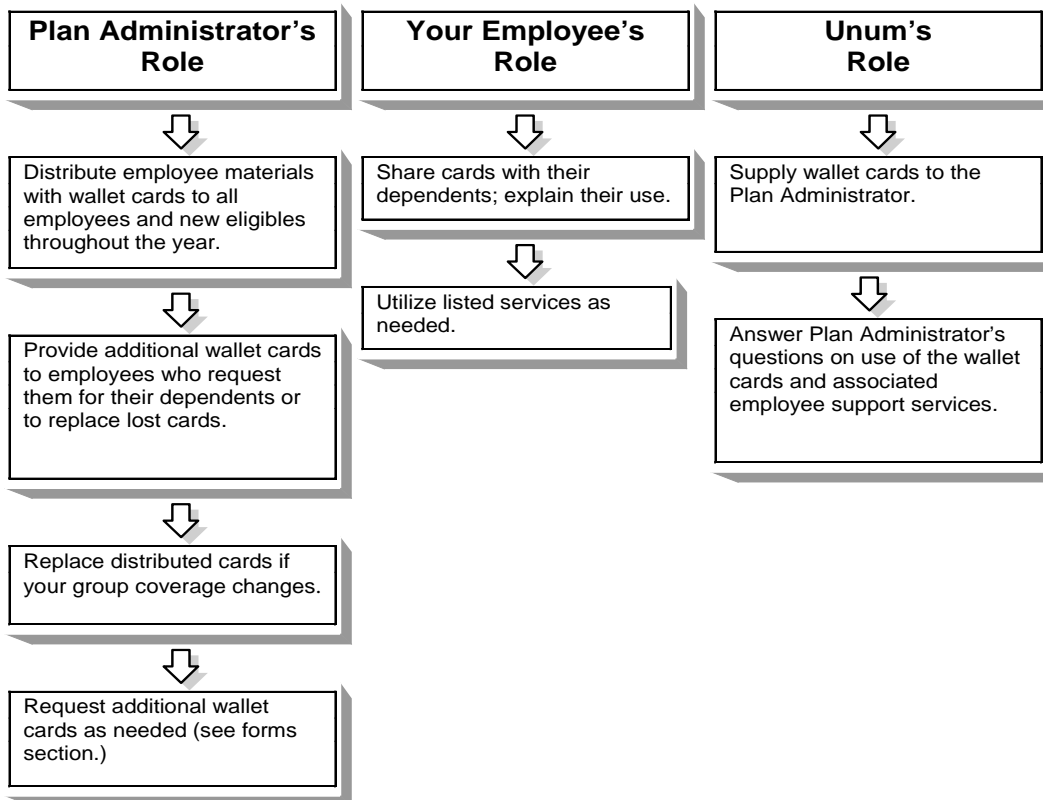 Plan Administrator's
Role
Distribute employee materials
with wallet cards to all
employees and new eligibles
throughout the year.
Provide additional wallet cards
to employees who request
them for their dependents or
to replace lost cards.
Replace distributed cards if
your group coverage changes.
Request additional wallet
cards as needed (see forms
section.)
Your Employee's
Role
Share cards with their
dependents; explain their use.
Utilize listed services as
needed.
Unum's
Role
Supply wallet cards to the
Plan Administrator.
Answer Plan Administrator's
questions on use of the wallet
cards and associated
employee support services.